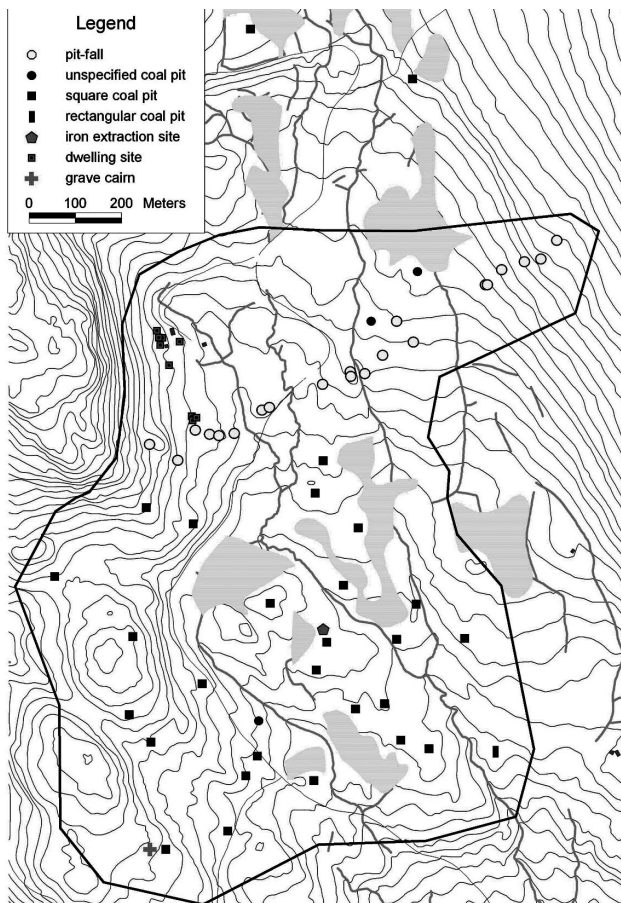 Legend
pit-fall
unspecified coal pit
square coal pit
rectangular coal pit
iron extraction site
dwelling site
grave cairn
0 100 200 Meters